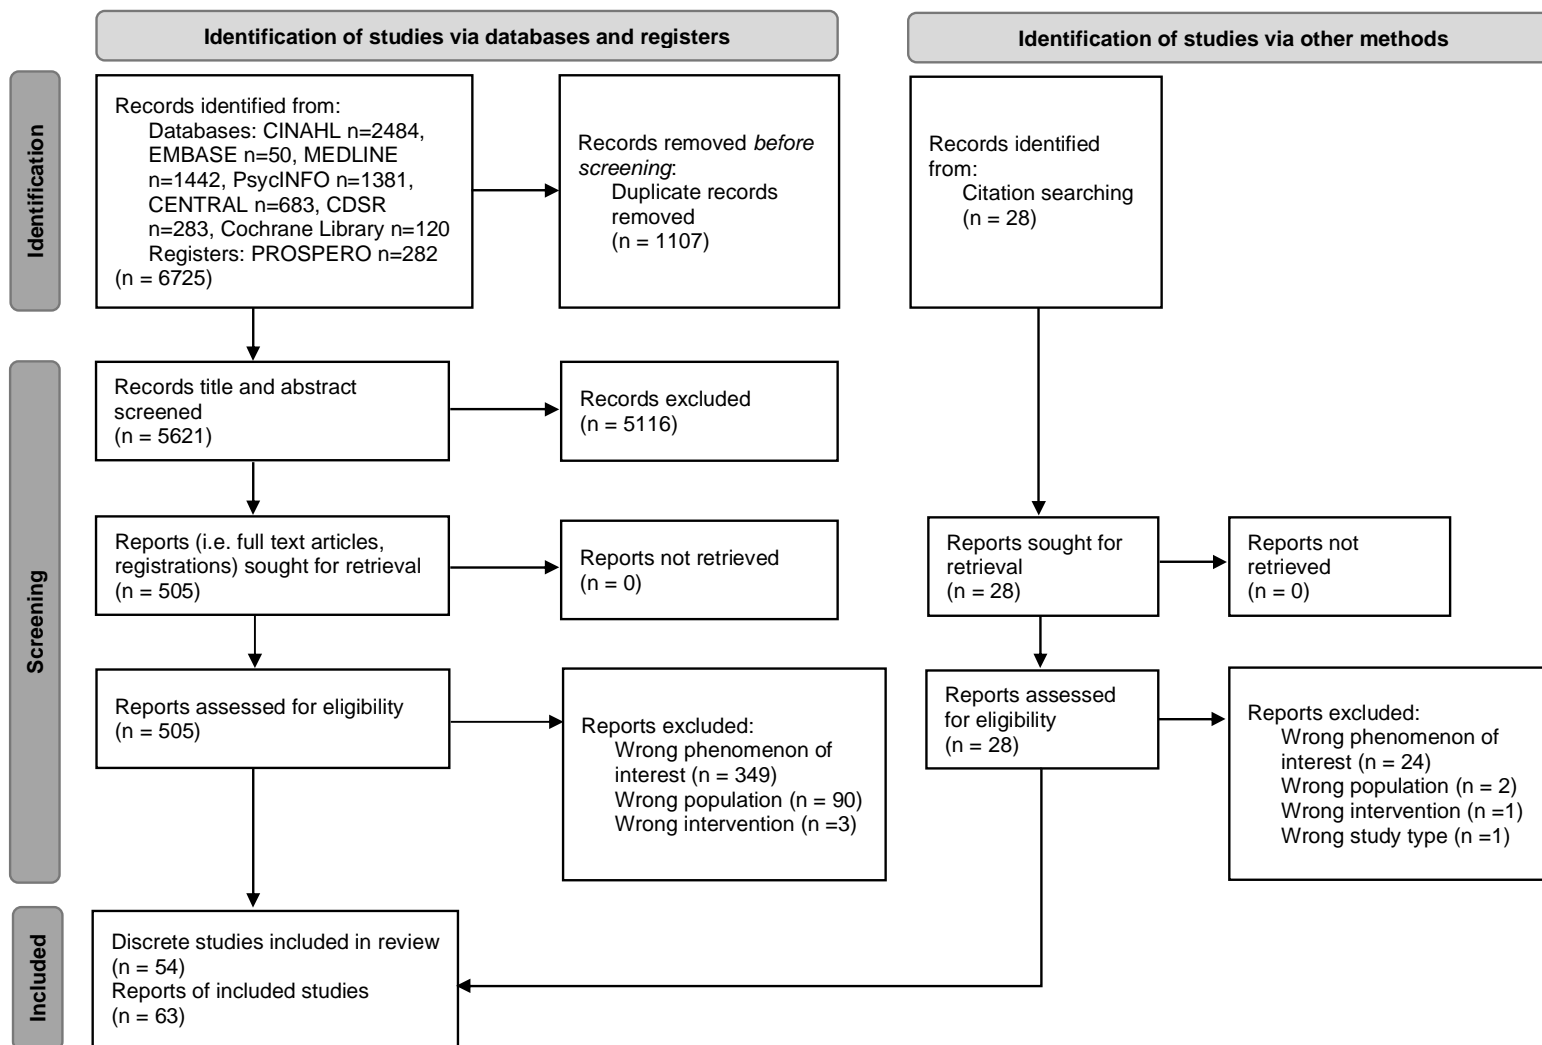 Identification of studies via databases and registers
Identification of studies via other methods
Identification
Records identified from:
Databases: CINAHL n=2484,
EMBASE n=50, MEDLINE
n=1442, PsycINFO n=1381,
CENTRAL n=683, CDSR
n=283, Cochrane Library n=120
Registers: PROSPERO n=282
(n = 6725)
Records removed before
screening:
Duplicate records
removed
(n = 1107)
Records identified
from:
Citation searching
(n = 28)
Screening
Records title and abstract
screened
(n = 5621)
Records excluded
(n = 5116)
Reports (i.e. full text articles,
registrations) sought for retrieval
(n = 505)
Reports not retrieved
(n = 0)
Reports sought for
retrieval
(n = 28)
Reports not
retrieved
(n = 0)
Reports assessed for eligibility
(n = 505)
Reports excluded:
Wrong phenomenon of
interest (n = 349)
Wrong population (n = 90)
Wrong intervention (n =3)
Reports assessed
for eligibility
(n = 28)
Reports excluded:
Wrong phenomenon of
interest (n = 24)
Wrong population (n = 2)
Wrong intervention (n =1)
Wrong study type (n =1)
Included
Discrete studies included in review
(n = 54)
Reports of included studies
(n = 63)